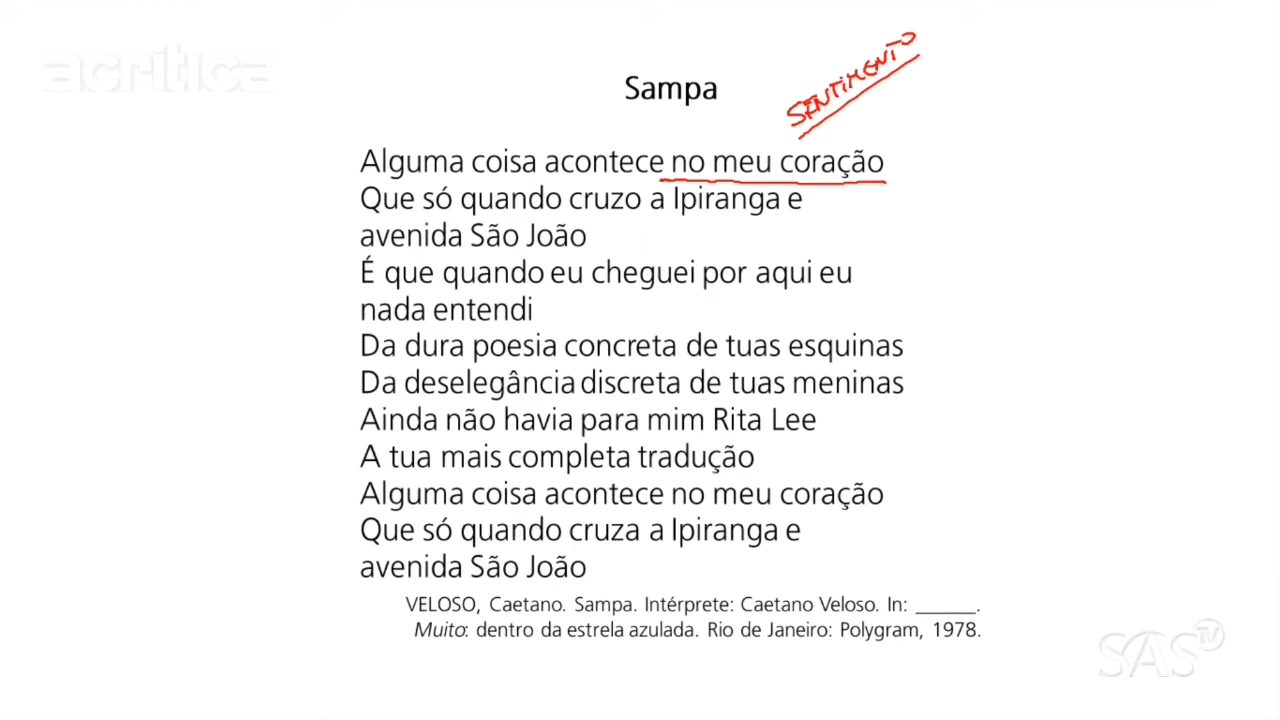 acritica
Sampa
SENTIMENTO
Alguma coisa acontece no meu coração
Que só quando cruzo a Ipiranga e
avenida São João
É que quando eu cheguei por aqui eu
nada entendi
Da dura poesia concreta de tuas esquinas
Da deselegância discreta de tuas meninas
Ainda não havia para mim Rita Lee
A tua mais completa tradução
Alguma coisa acontece no meu coração
Que só quando cruza a Ipiranga e
avenida São João
VELOSO, Caetano. Sampa. Intérprete: Caetano Veloso. In: ______.
Muito: dentro da estrela azulada. Rio de Janeiro: Polygram, 1978.
SAS TV